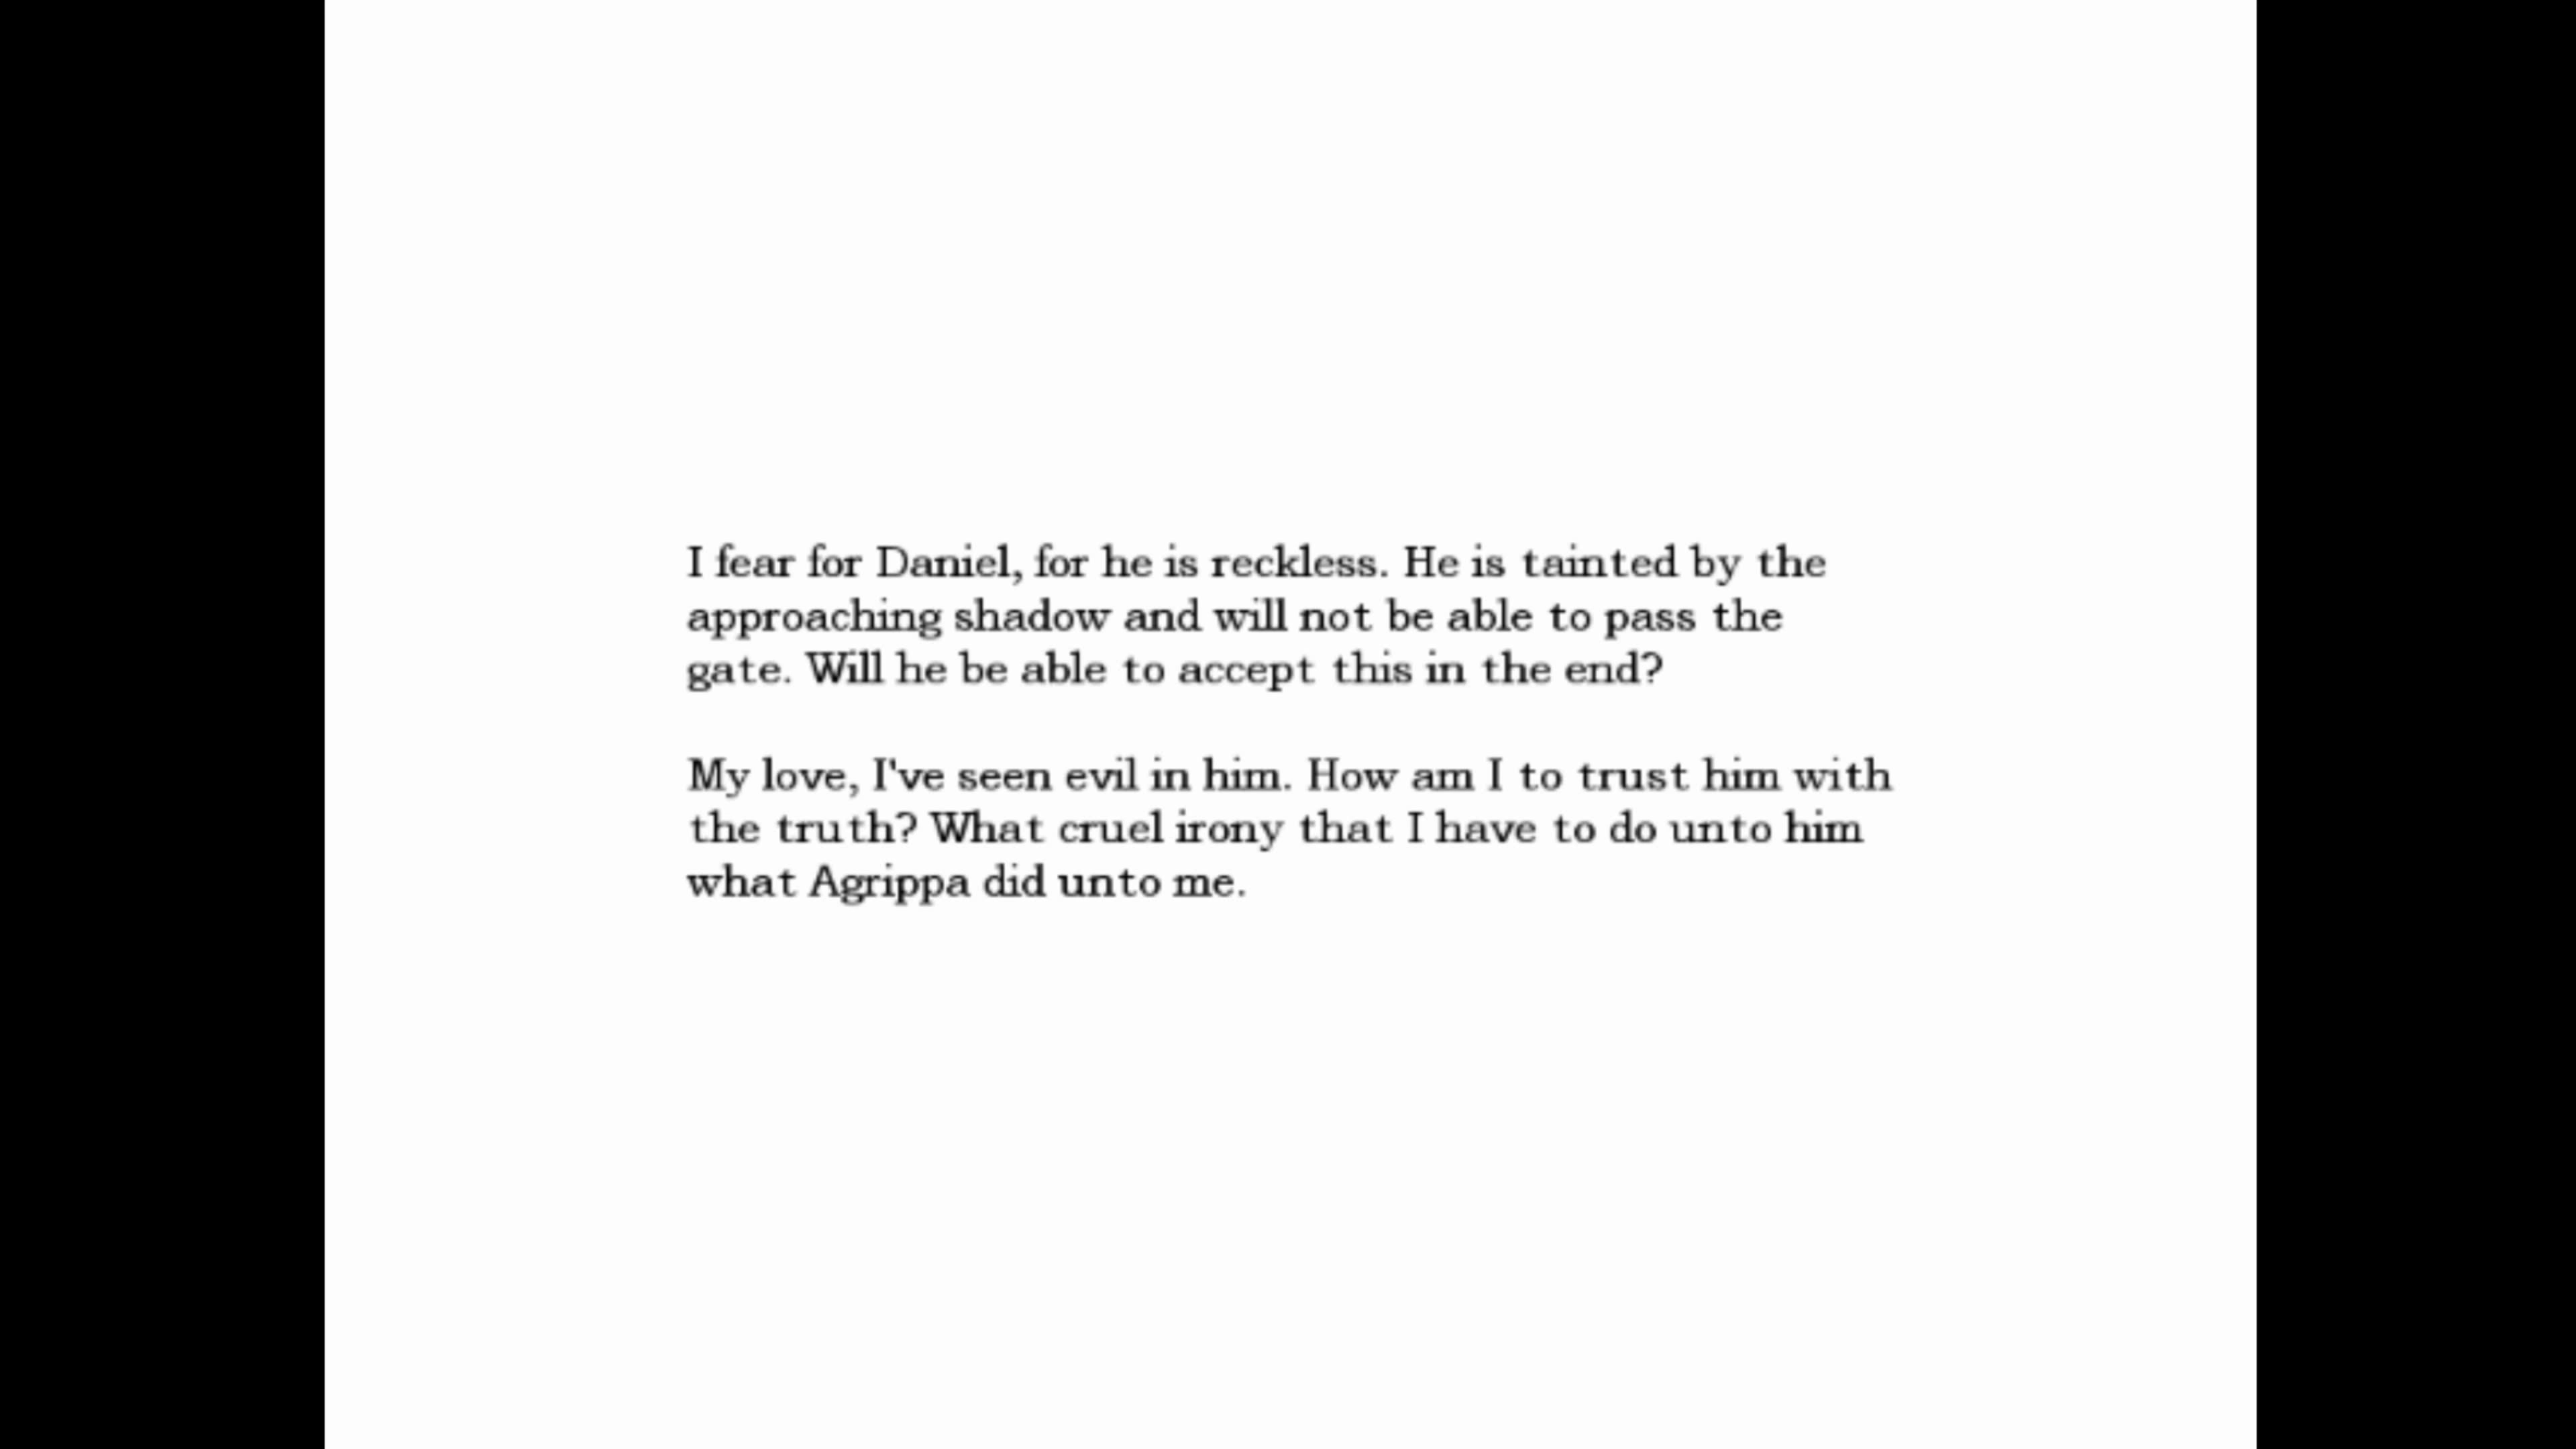 I fear for Daniel, for he is reckless. He is tainted by the
approaching shadow and will not be able to pass the
gate. Will he be able to accept this in the end?
My love, I've seen evil in him. How am I to trust him with
the truth? What cruel irony that I have to do unto him
what Agrippa did unto me.